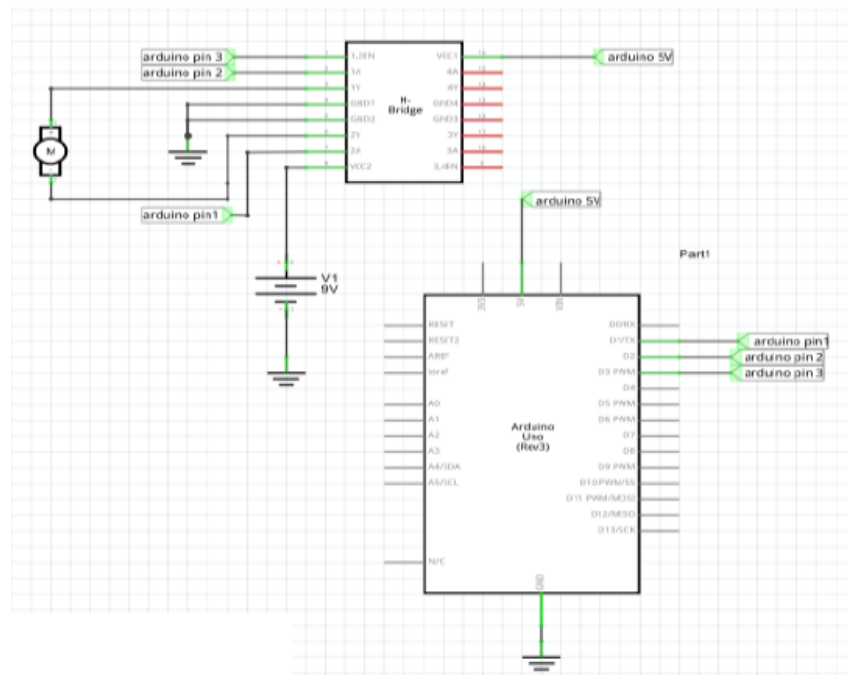 arduino pin 3
arduino pin 2
1,2EN
1A
1Y
GND1
GND2
2Y
2A
VCC2
H-
Bridge
VCC1
4A
4Y
GND4
GND3
3Y
3A
3,4EN
arduino 5V
M
arduino pin1
V1
9V
arduino 5V
Part1
3V3
5V
VIN
RESET
RESET2
AREF
ioref
A0
A1
A2
A3
A4/SDA
A5/SCL
N/C
Arduino
Uno
(Rev3)
D0/RX
D1/TX
D2
D3 PWM
D4
D5 PWM
D6 PWM
D7
D8
D9 PWM
D10 PWM/SS
D11 PWM/MOSI
D12/MISO
D13/SCK
GND
arduino pin1
arduino pin 2
arduino pin 3